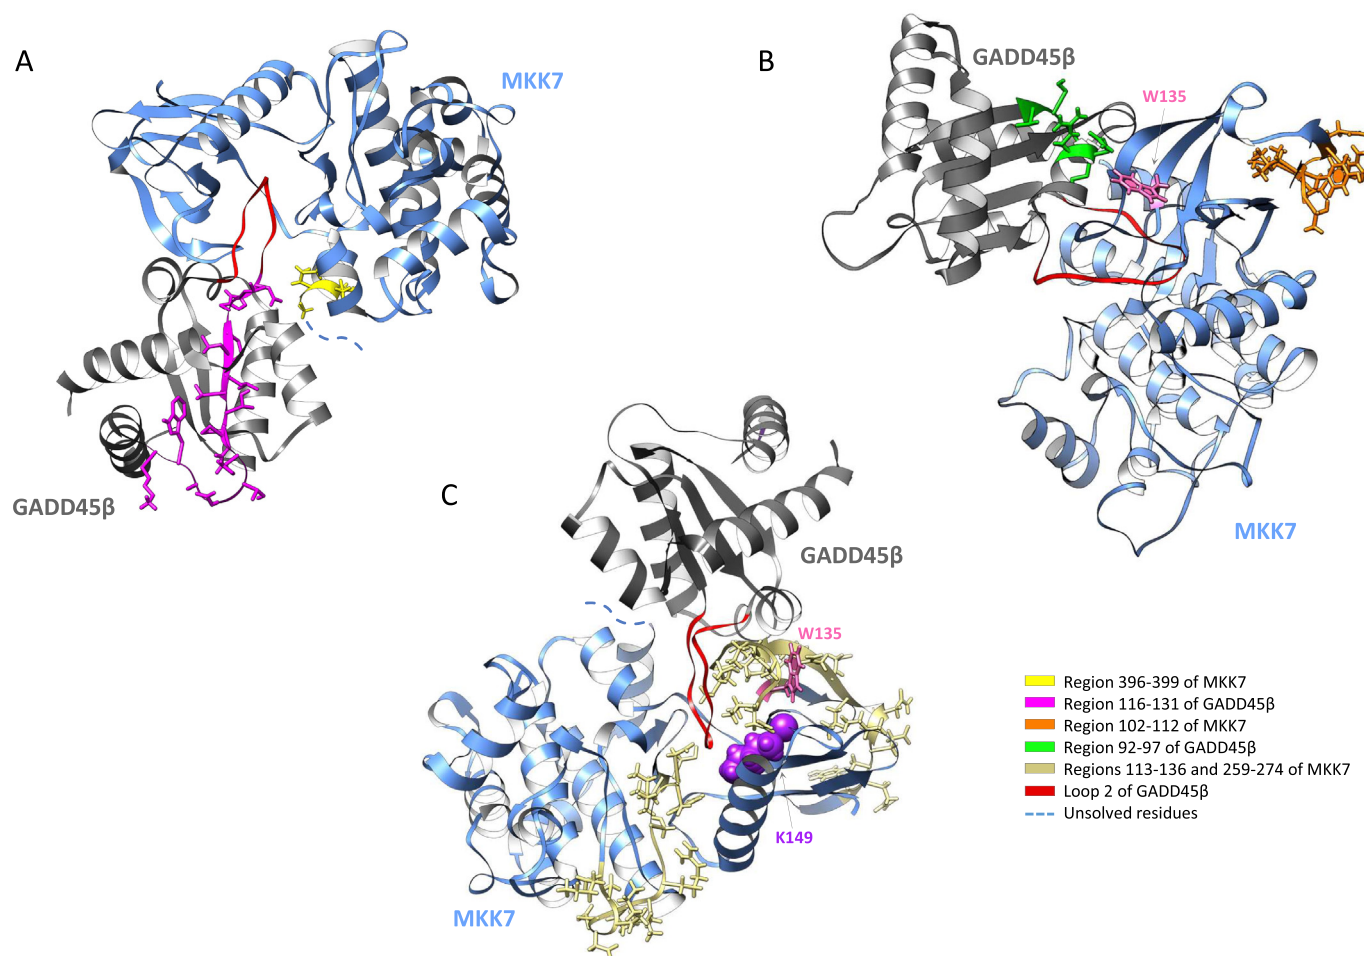 A
MKK7
GADD45β
B
GADD45β
W135
MKK7
C
GADD45β
W135
K149
MKK7
Region 396-399 of MKK7
Region 116-131 of GADD45β
Region 102-112 of MKK7
Region 92-97 of GADD45β
Regions 113-136 and 259-274 of MKK7
Loop 2 of GADD45β
Unsolved residues